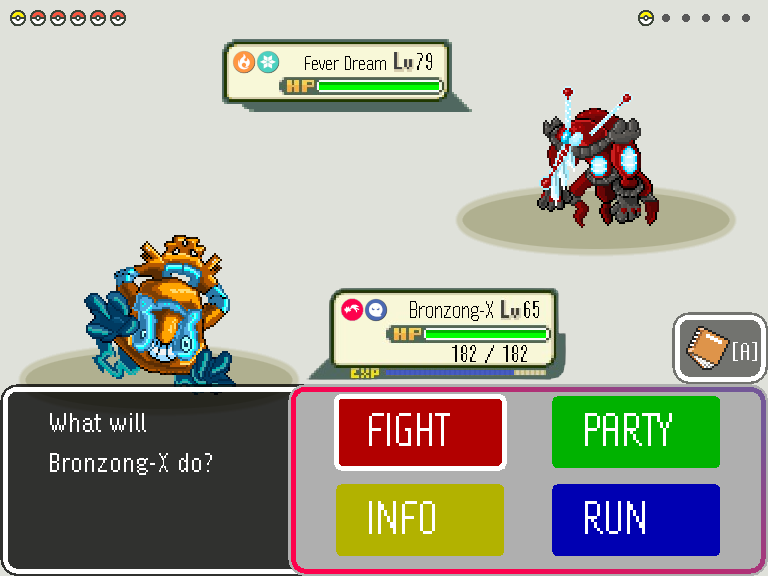 Fever Dream Lv79
HP
Bronzong-X Lv65
HP
182 / 182
EXP
[A]
What will
Bronzong-X do?
FIGHT
PARTY
INFO
RUN